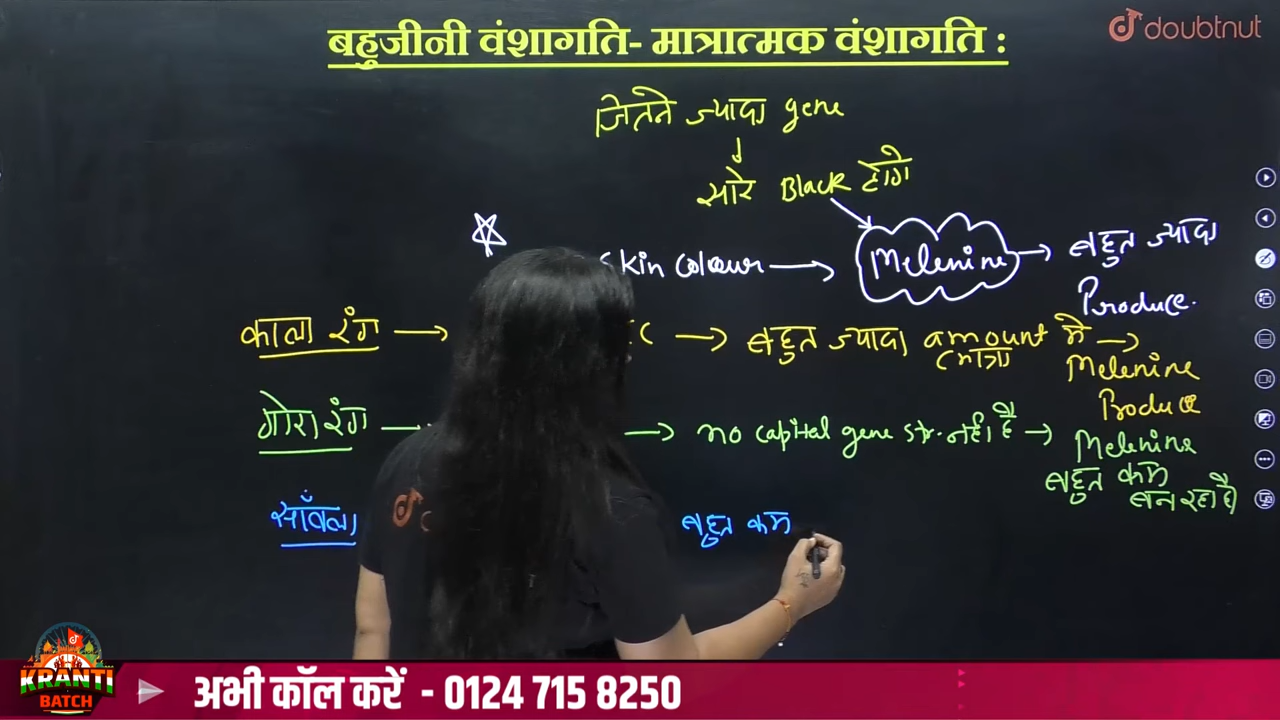 बहुजीनी वंशागति- मात्रात्मक वंशागति :
doubtnut
जितने ज्यादा gene
सारे Black होंगे
Skin Colour → Melenine → बहुत ज्यादा
Produce.
काला रंग → C → बहुत ज्यादा amount में →
(मात्रा
Melenine
Produce
गोरा रंग → → no capital gene नहीं है → Melenine
बहुत कम
बन रहा है
सांवला बहुत कम
KRANTI
BATCH
अभी कॉल करें - 0124 715 8250